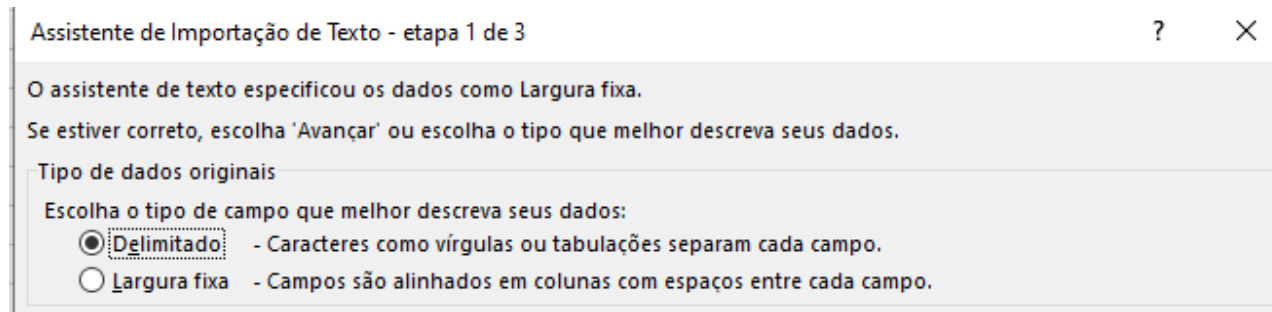 Assistente de Importação de Texto - etapa 1 de 3 ?
O assistente de texto especificou os dados como Largura fixa.
Se estiver correto, escolha 'Avançar' ou escolha o tipo que melhor descreva seus dados.
Tipo de dados originais
Escolha o tipo de campo que melhor descreva seus dados:
Delimitado - Caracteres como vírgulas ou tabulações separam cada campo.
Largura fixa - Campos são alinhados em colunas com espaços entre cada campo.